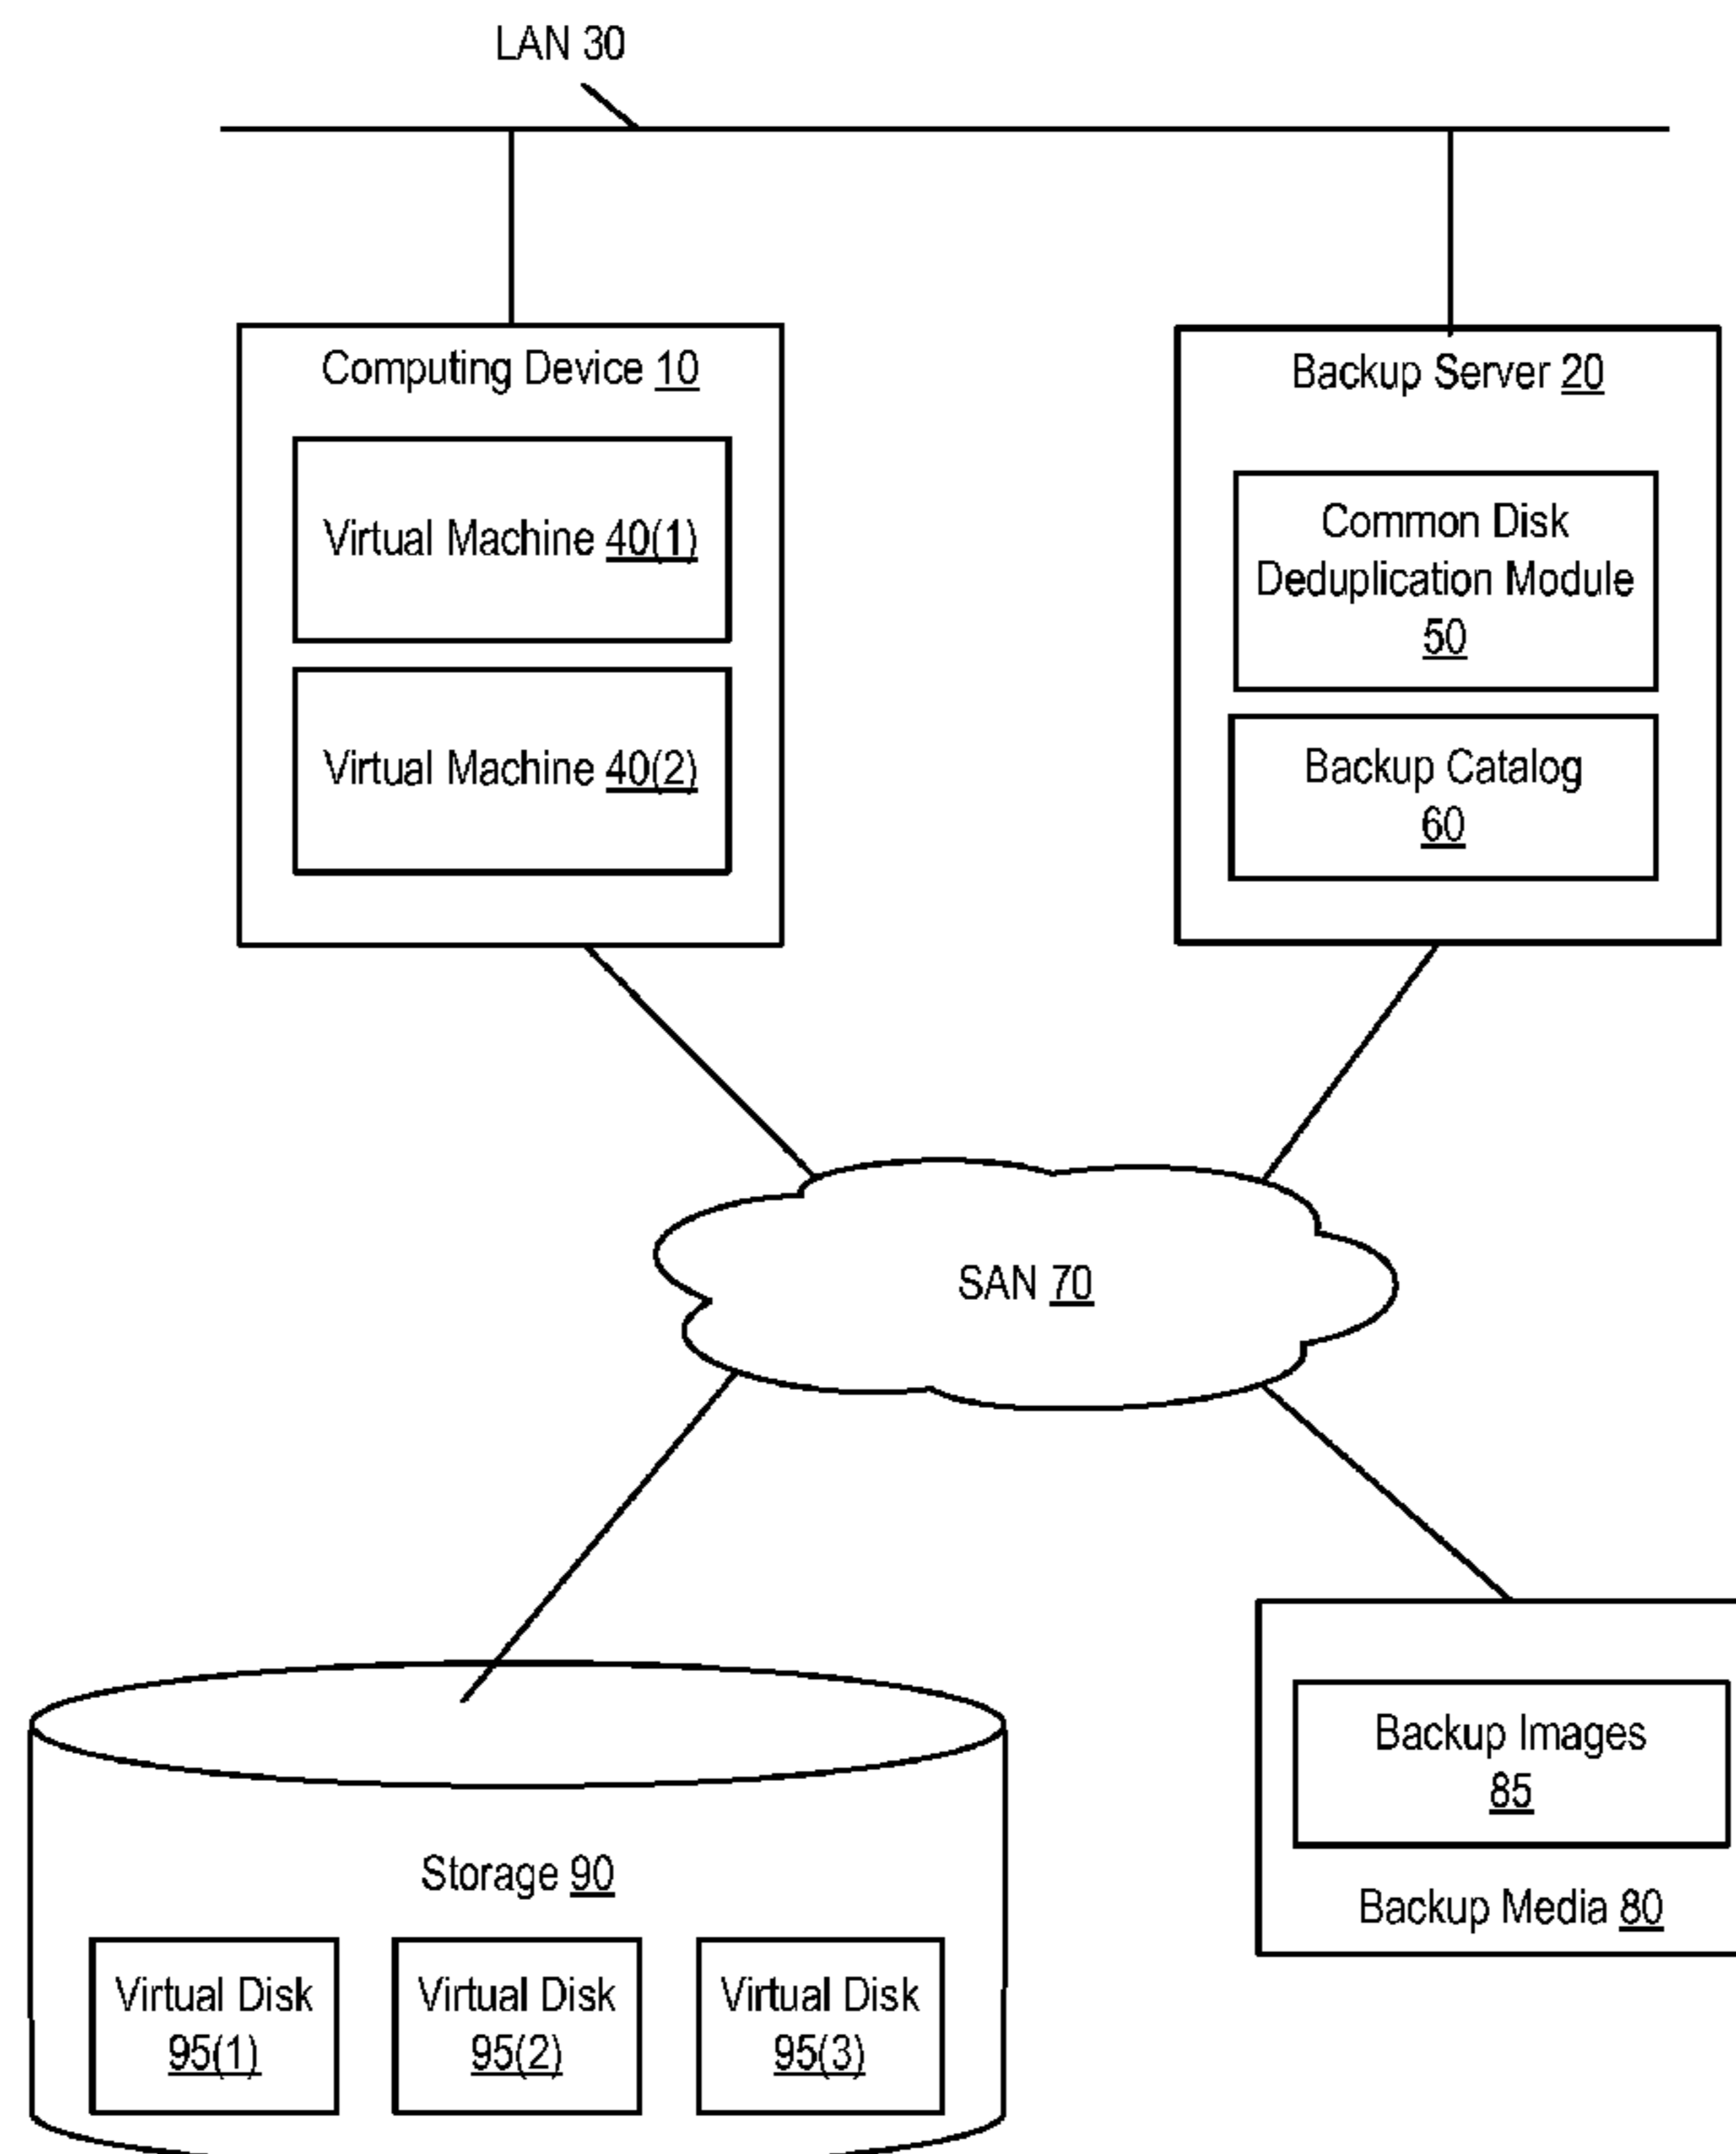 LAN 30
Computing Device 10
Virtual Machine 40(1)
Virtual Machine 40(2)
Backup Server 20
Common Disk
Deduplication Module
50
Backup Catalog
60
SAN 70
Storage 90
Virtual Disk
95(1)
Virtual Disk
95(2)
Virtual Disk
95(3)
Backup Images
85
Backup Media 80